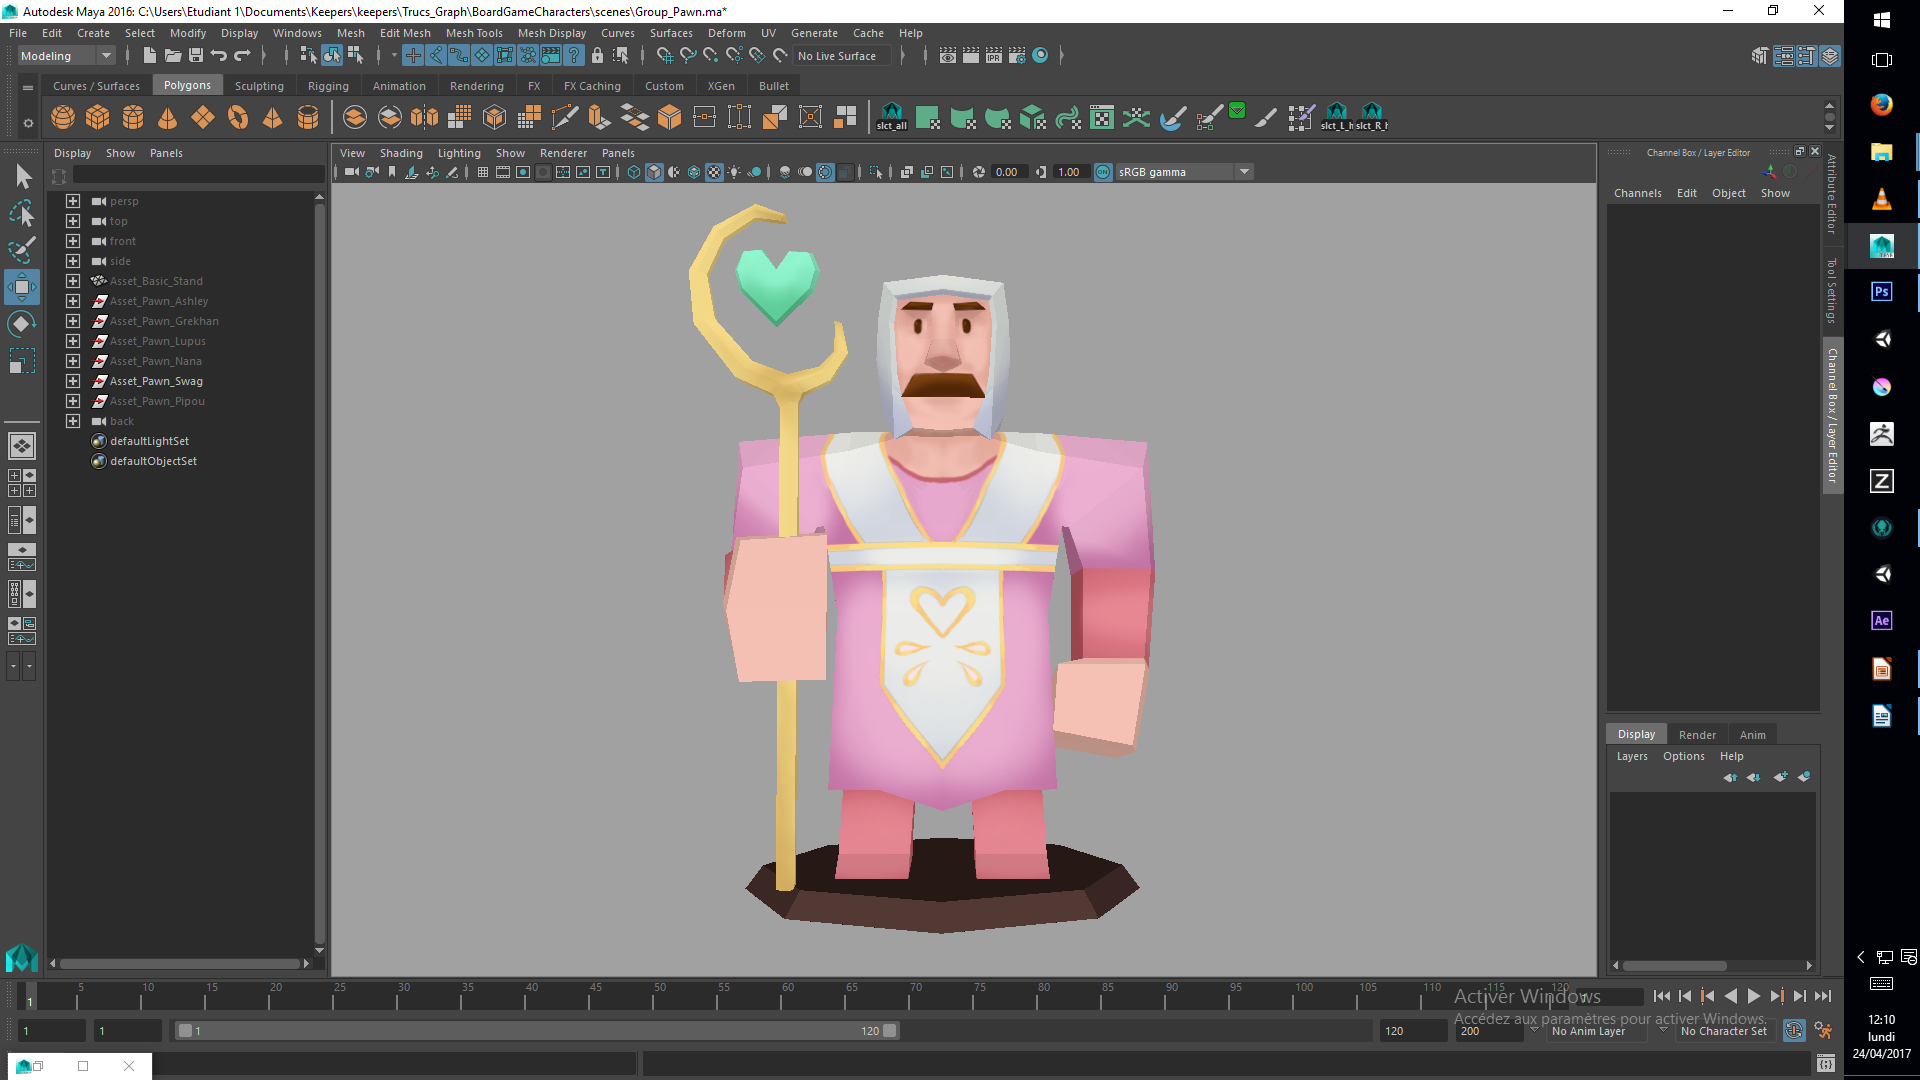 Autodesk Maya 2016: C:\Users\Etudiant 1\Documents\Keepers\keepers\Trucs_Graph\BoardGameCharacters\scenes\Group_Pawn.ma*
File Edit Create Select Modify Display Windows Mesh Edit Mesh Mesh Tools Mesh Display Curves Surfaces Deform UV Generate Cache Help
Modeling
IPR
No Live Surface
Curves / Surfaces Polygons Sculpting Rigging Animation Rendering FX FX Caching Custom XGen Bullet
slct_all
slct_L_h
slct_R_h
Display Show Panels
persp
top
front
side
Asset_Basic_Stand
Asset_Pawn_Ashley
Asset_Pawn_Grekhan
Asset_Pawn_Lupus
Asset_Pawn_Nana
Asset_Pawn_Swag
Asset_Pawn_Pipou
back
defaultLightSet
defaultObjectSet
View Shading Lighting Show Renderer Panels
0.00
1.00
ON
sRGB gamma
Channel Box / Layer Editor
Channels Edit Object Show
Attribute Editor
Tool Settings
Channel Box / Layer Editor
Display Render Anim
Layers Options Help
Ps
Z
Ae
1 5 10 15 20 25 30 35 40 45 50 55 60 65 70 75 80 85 90 95 100 105 110 115 120
Activer Windows
Accédez aux paramètres pour activer Windows.
1
1
1
120
120
200
No Anim Layer
No Character Set
12:10
lundi
24/04/2017